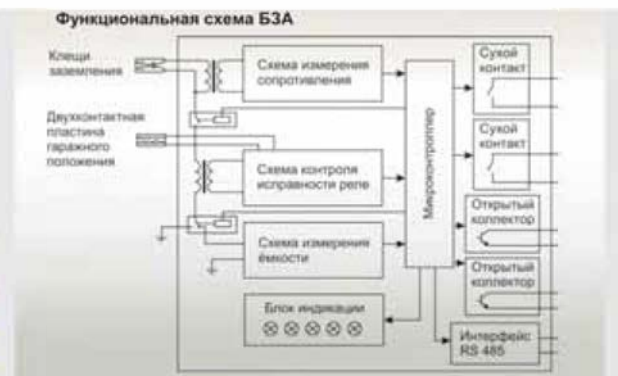 Функциональная схема БЗА
Клещи
заземления
Двухконтактная
пластина
гаражного
положения
Схема измерения
сопротивления
Схема контроля
исправности реле
Схема измерения
ёмкости
Блок индикации
Микроконтроллер
Сухой
контакт
Сухой
контакт
Открытый
коллектор
Открытый
коллектор
Интерфейс
RS 485